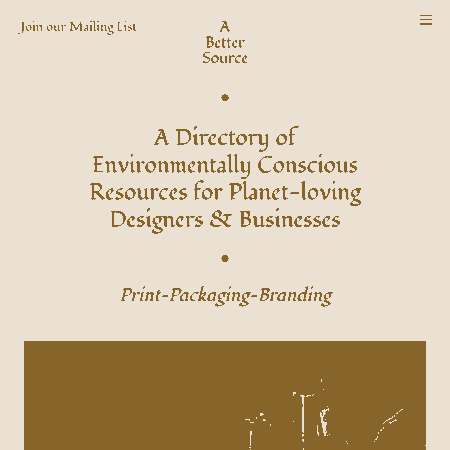 Join our Mailing List
A
Better
Source
A Directory of
Environmentally Conscious
Resources for Planet-loving
Designers & Businesses
Print-Packaging-Branding